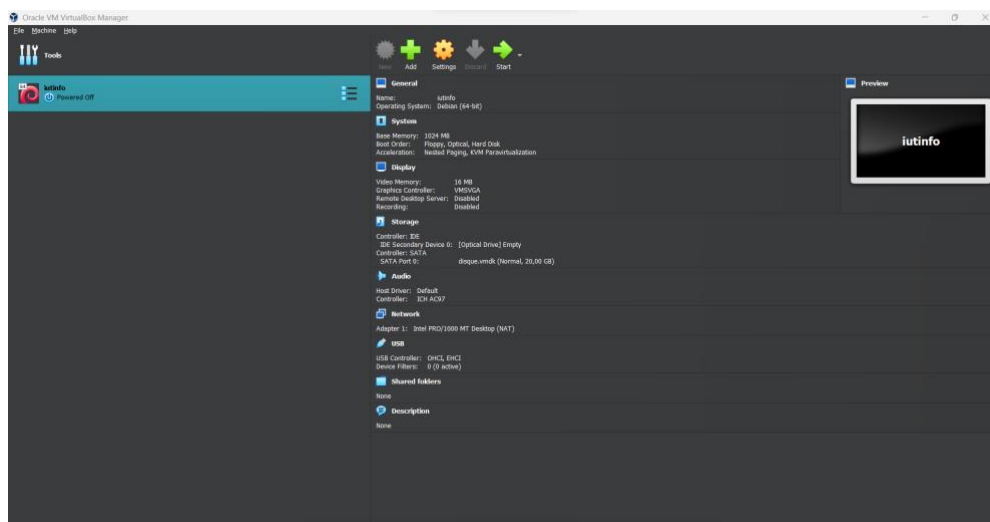 Oracle VM VirtualBox Manager
File Machine Help
Tools
New Add Settings Discard Start
64
iutinfo
Powered Off
General
Name: iutinfo
Operating System: Debian (64-bit)
System
Base Memory: 1024 MB
Boot Order: Floppy, Optical, Hard Disk
Acceleration: Nested Paging, KVM Paravirtualization
Display
Video Memory: 16 MB
Graphics Controller: VMSVGA
Remote Desktop Server: Disabled
Recording: Disabled
Storage
Controller: IDE
IDE Secondary Device 0: [Optical Drive] Empty
Controller: SATA
SATA Port 0: disque.vmdk (Normal, 20,00 GB)
Audio
Host Driver: Default
Controller: ICH AC97
Network
Adapter 1: Intel PRO/1000 MT Desktop (NAT)
USB
USB Controller: OHCI, EHCI
Device Filters: 0 (0 active)
Shared folders
None
Description
None
Preview
iutinfo